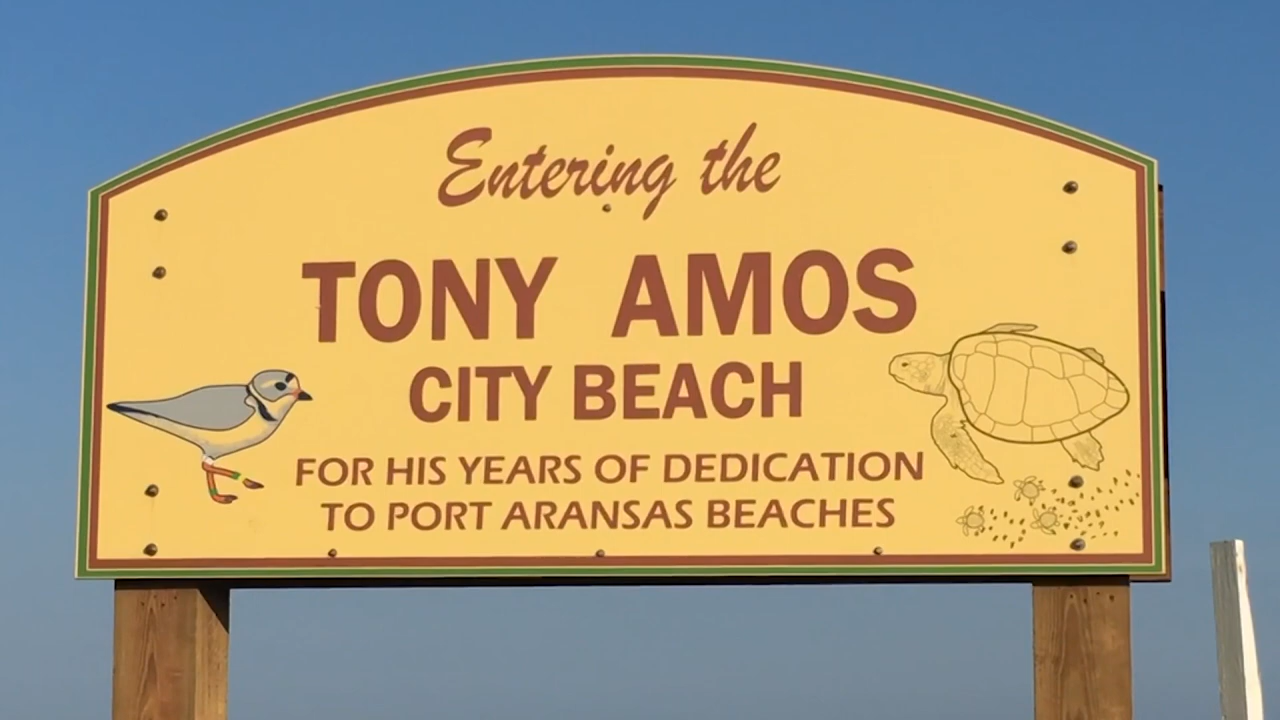 Entering the
TONY AMOS
CITY BEACH
FOR HIS YEARS OF DEDICATION
TO PORT ARANSAS BEACHES